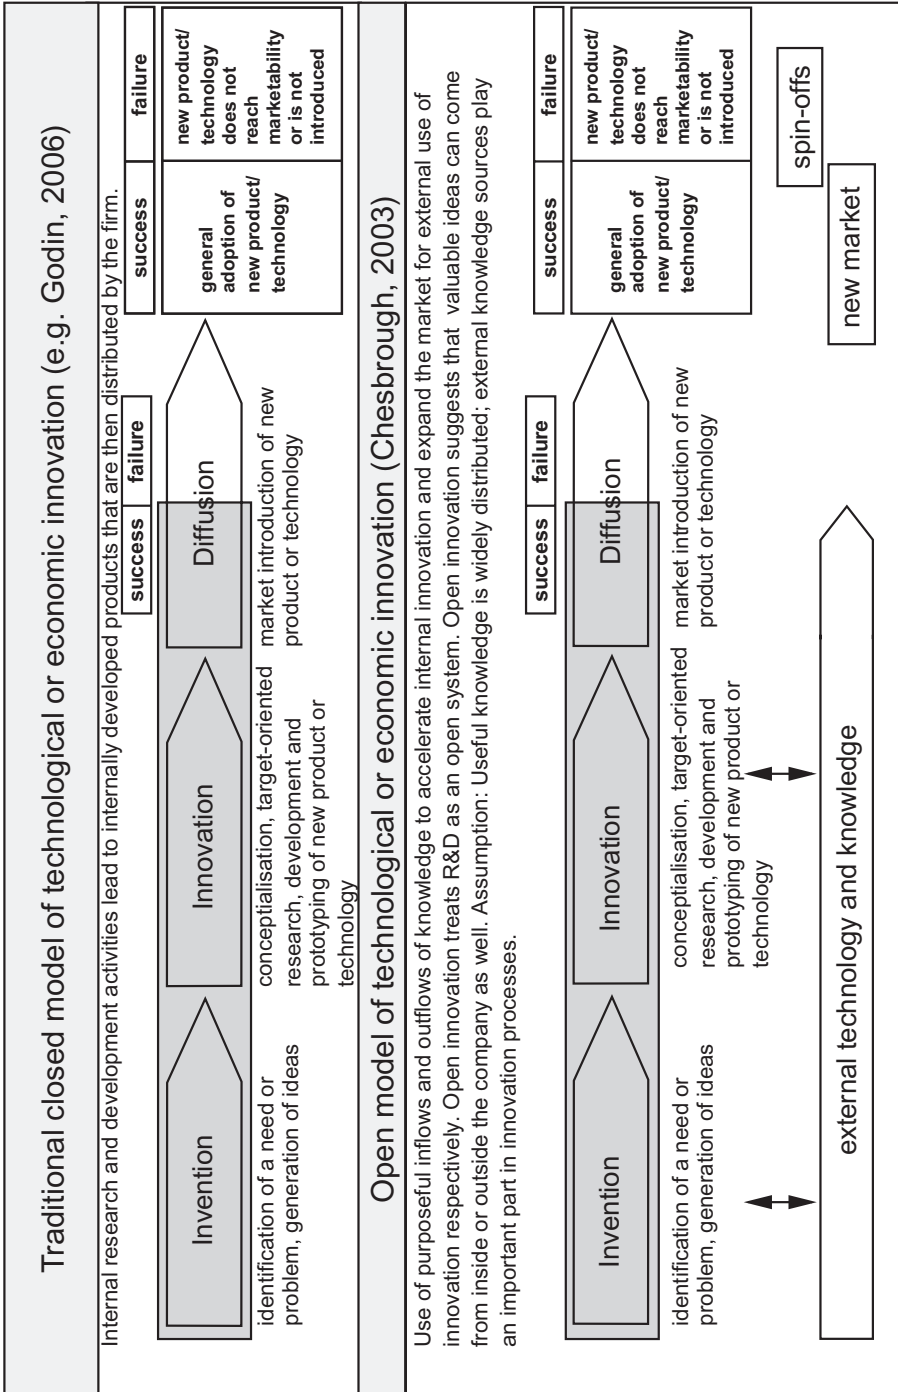 Traditional closed model of technological or economic innovation (e.g. Godin, 2006)
Internal research and development activities lead to internally developed products that are then distributed by the firm.
success
failure
success
failure
Invention
Innovation
Diffusion
general
adoption of
new product/
technology
new product/
technology
does not
reach
marketability
or is not
introduced
identification of a need or
problem, generation of ideas
conceptialisation, target-oriented
research, development and
prototyping of new product or
technology
market introduction of new
product or technology
Open model of technological or economic innovation (Chesbrough, 2003)
Use of purposeful inflows and outflows of knowledge to accelerate internal innovation and expand the market for external use of
innovation respectively. Open innovation treats R&D as an open system. Open innovation suggests that valuable ideas can come
from inside or outside the company as well. Assumption: Useful knowledge is widely distributed; external knowledge sources play
an important part in innovation processes.
success
failure
success
failure
Invention
Innovation
Diffusion
general
adoption of
new product/
technology
new product/
technology
does not
reach
marketability
or is not
introduced
identification of a need or
problem, generation of ideas
conceptialisation, target-oriented
research, development and
prototyping of new product or
technology
market introduction of new
product or technology
spin-offs
new market
external technology and knowledge